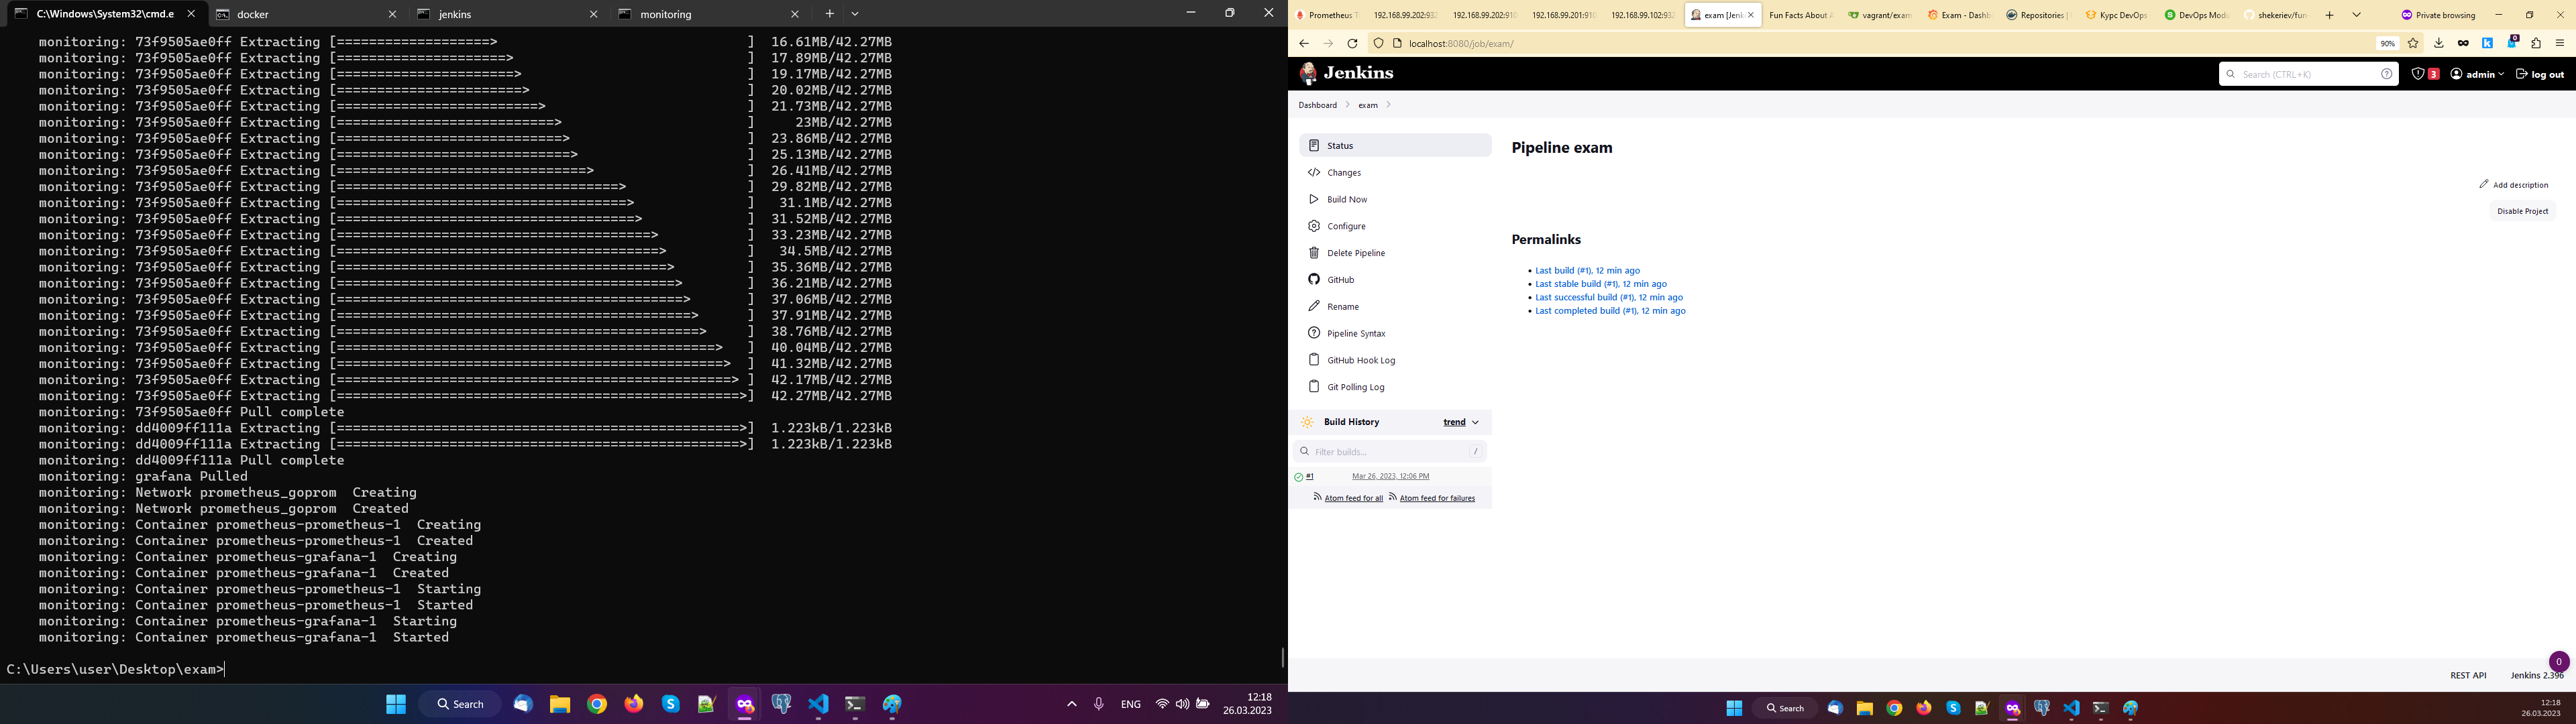 C:\Windows\System32\cmd.e
docker
jenkins
monitoring
monitoring: 73f9505ae0ff Extracting [===================> ] 16.61MB/42.27MB
monitoring: 73f9505ae0ff Extracting [=====================> ] 17.89MB/42.27MB
monitoring: 73f9505ae0ff Extracting [======================> ] 19.17MB/42.27MB
monitoring: 73f9505ae0ff Extracting [=======================> ] 20.02MB/42.27MB
monitoring: 73f9505ae0ff Extracting [=========================> ] 21.73MB/42.27MB
monitoring: 73f9505ae0ff Extracting [===========================> ] 23MB/42.27MB
monitoring: 73f9505ae0ff Extracting [============================> ] 23.86MB/42.27MB
monitoring: 73f9505ae0ff Extracting [=============================> ] 25.13MB/42.27MB
monitoring: 73f9505ae0ff Extracting [===============================> ] 26.41MB/42.27MB
monitoring: 73f9505ae0ff Extracting [===================================> ] 29.82MB/42.27MB
monitoring: 73f9505ae0ff Extracting [====================================> ] 31.1MB/42.27MB
monitoring: 73f9505ae0ff Extracting [=====================================> ] 31.52MB/42.27MB
monitoring: 73f9505ae0ff Extracting [=======================================> ] 33.23MB/42.27MB
monitoring: 73f9505ae0ff Extracting [========================================> ] 34.5MB/42.27MB
monitoring: 73f9505ae0ff Extracting [=========================================> ] 35.36MB/42.27MB
monitoring: 73f9505ae0ff Extracting [==========================================> ] 36.21MB/42.27MB
monitoring: 73f9505ae0ff Extracting [===========================================> ] 37.06MB/42.27MB
monitoring: 73f9505ae0ff Extracting [============================================> ] 37.91MB/42.27MB
monitoring: 73f9505ae0ff Extracting [=============================================> ] 38.76MB/42.27MB
monitoring: 73f9505ae0ff Extracting [===============================================> ] 40.04MB/42.27MB
monitoring: 73f9505ae0ff Extracting [================================================> ] 41.32MB/42.27MB
monitoring: 73f9505ae0ff Extracting [=================================================> ] 42.17MB/42.27MB
monitoring: 73f9505ae0ff Extracting [==================================================>] 42.27MB/42.27MB
monitoring: 73f9505ae0ff Pull complete
monitoring: dd4009ff111a Extracting [==================================================>] 1.223kB/1.223kB
monitoring: dd4009ff111a Extracting [==================================================>] 1.223kB/1.223kB
monitoring: dd4009ff111a Pull complete
monitoring: grafana Pulled
monitoring: Network prometheus_goprom Creating
monitoring: Network prometheus_goprom Created
monitoring: Container prometheus-prometheus-1 Creating
monitoring: Container prometheus-prometheus-1 Created
monitoring: Container prometheus-grafana-1 Creating
monitoring: Container prometheus-grafana-1 Created
monitoring: Container prometheus-prometheus-1 Starting
monitoring: Container prometheus-prometheus-1 Started
monitoring: Container prometheus-grafana-1 Starting
monitoring: Container prometheus-grafana-1 Started
C:\Users\user\Desktop\exam>
Search
ENG
12:18
26.03.2023
Prometheus T
192.168.99.202:932
192.168.99.202:910
192.168.99.201:910
192.168.99.102:932
exam [Jenki
Fun Facts About A
vagrant/exam
Exam - Dashb
Repositories |
Курс DevOps
DevOps Modu
shekeriev/fun
Private browsing
localhost:8080/job/exam/
90%
0
Jenkins
Search (CTRL+K)
3
admin
log out
Dashboard
exam
Status
Changes
Build Now
Configure
Delete Pipeline
GitHub
Rename
Pipeline Syntax
GitHub Hook Log
Git Polling Log
Build History
trend
Filter builds...
/
#1
Mar 26, 2023, 12:06 PM
Atom feed for all
Atom feed for failures
Pipeline exam
Add description
Disable Project
Permalinks
Last build (#1), 12 min ago
Last stable build (#1), 12 min ago
Last successful build (#1), 12 min ago
Last completed build (#1), 12 min ago
0
REST API
Jenkins 2.396
Search
12:18
26.03.2023